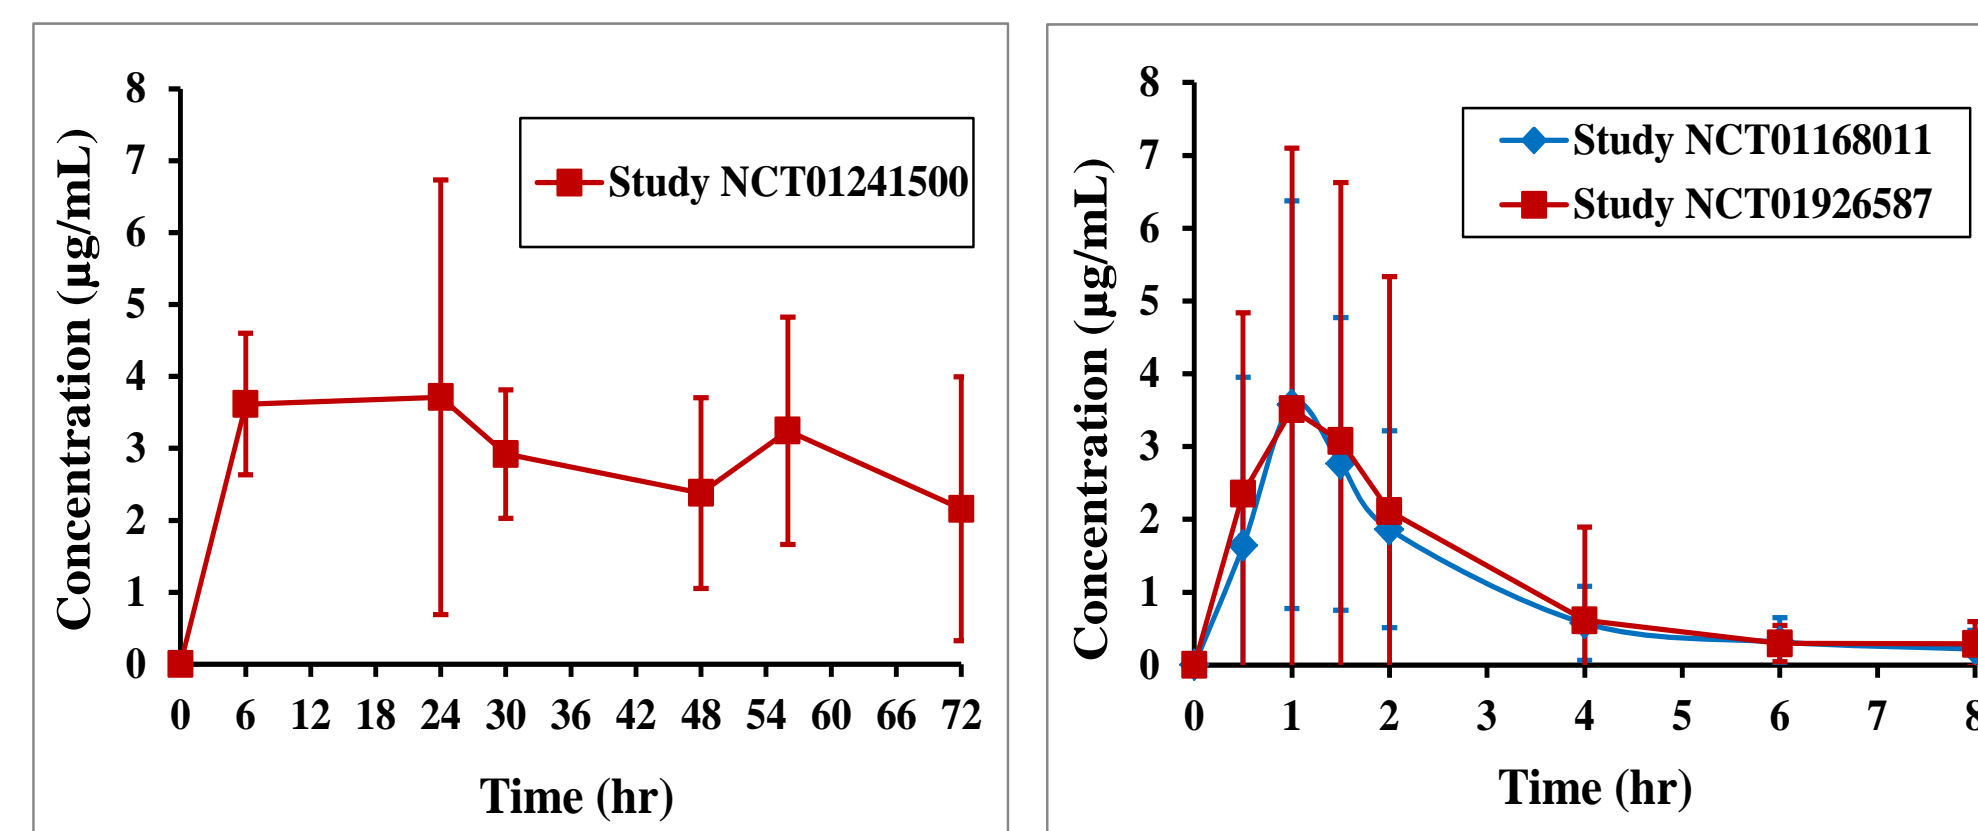 8
7
6
5
4
3
2
1
0
Concentration (µg/mL)
Study NCT01241500
0 6 12 18 24 30 36 42 48 54 60 66 72
Time (hr)
8
7
6
5
4
3
2
1
0
Concentration (µg/mL)
Study NCT01168011
Study NCT01926587
0 1 2 3 4 5 6 7 8
Time (hr)